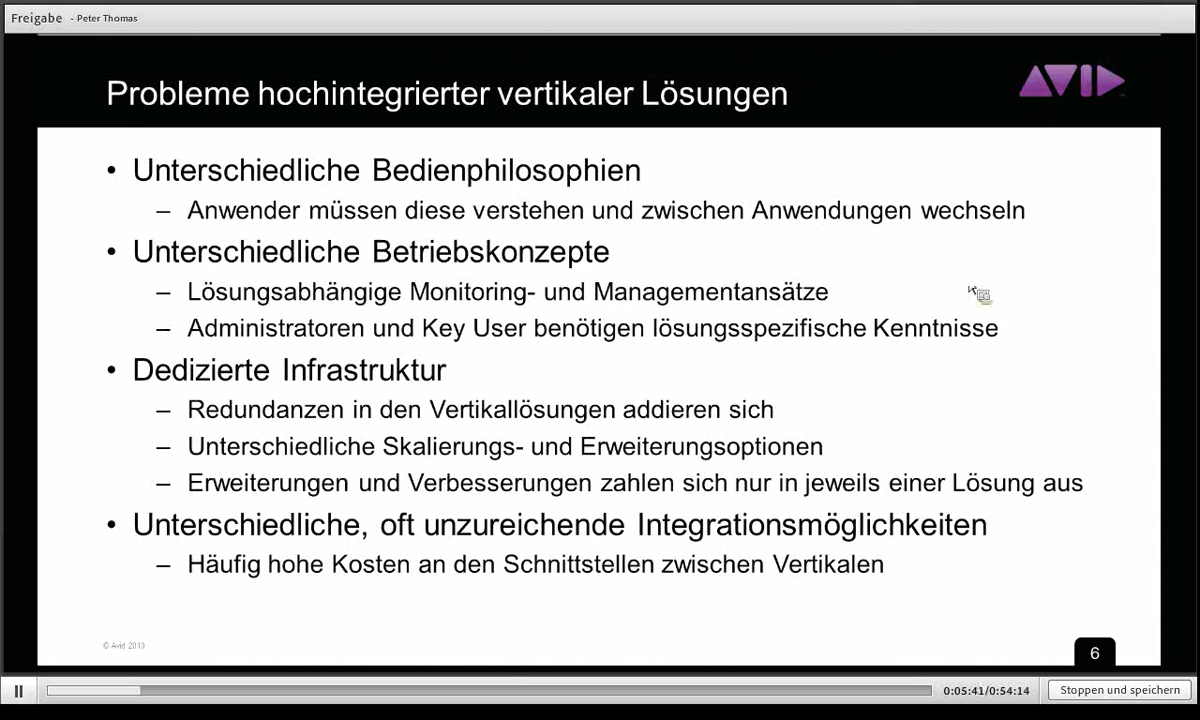 Freigabe - Peter Thomas
Probleme hochintegrierter vertikaler Lösungen
AVID
• Unterschiedliche Bedienphilosophien
– Anwender müssen diese verstehen und zwischen Anwendungen wechseln
• Unterschiedliche Betriebskonzepte
– Lösungsabhängige Monitoring- und Managementansätze
– Administratoren und Key User benötigen lösungsspezifische Kenntnisse
• Dedizierte Infrastruktur
– Redundanzen in den Vertikallösungen addieren sich
– Unterschiedliche Skalierungs- und Erweiterungsoptionen
– Erweiterungen und Verbesserungen zahlen sich nur in jeweils einer Lösung aus
• Unterschiedliche, oft unzureichende Integrationsmöglichkeiten
– Häufig hohe Kosten an den Schnittstellen zwischen Vertikalen
© Avid 2010
6
0:05:41/0:54:14
Stoppen und speichern